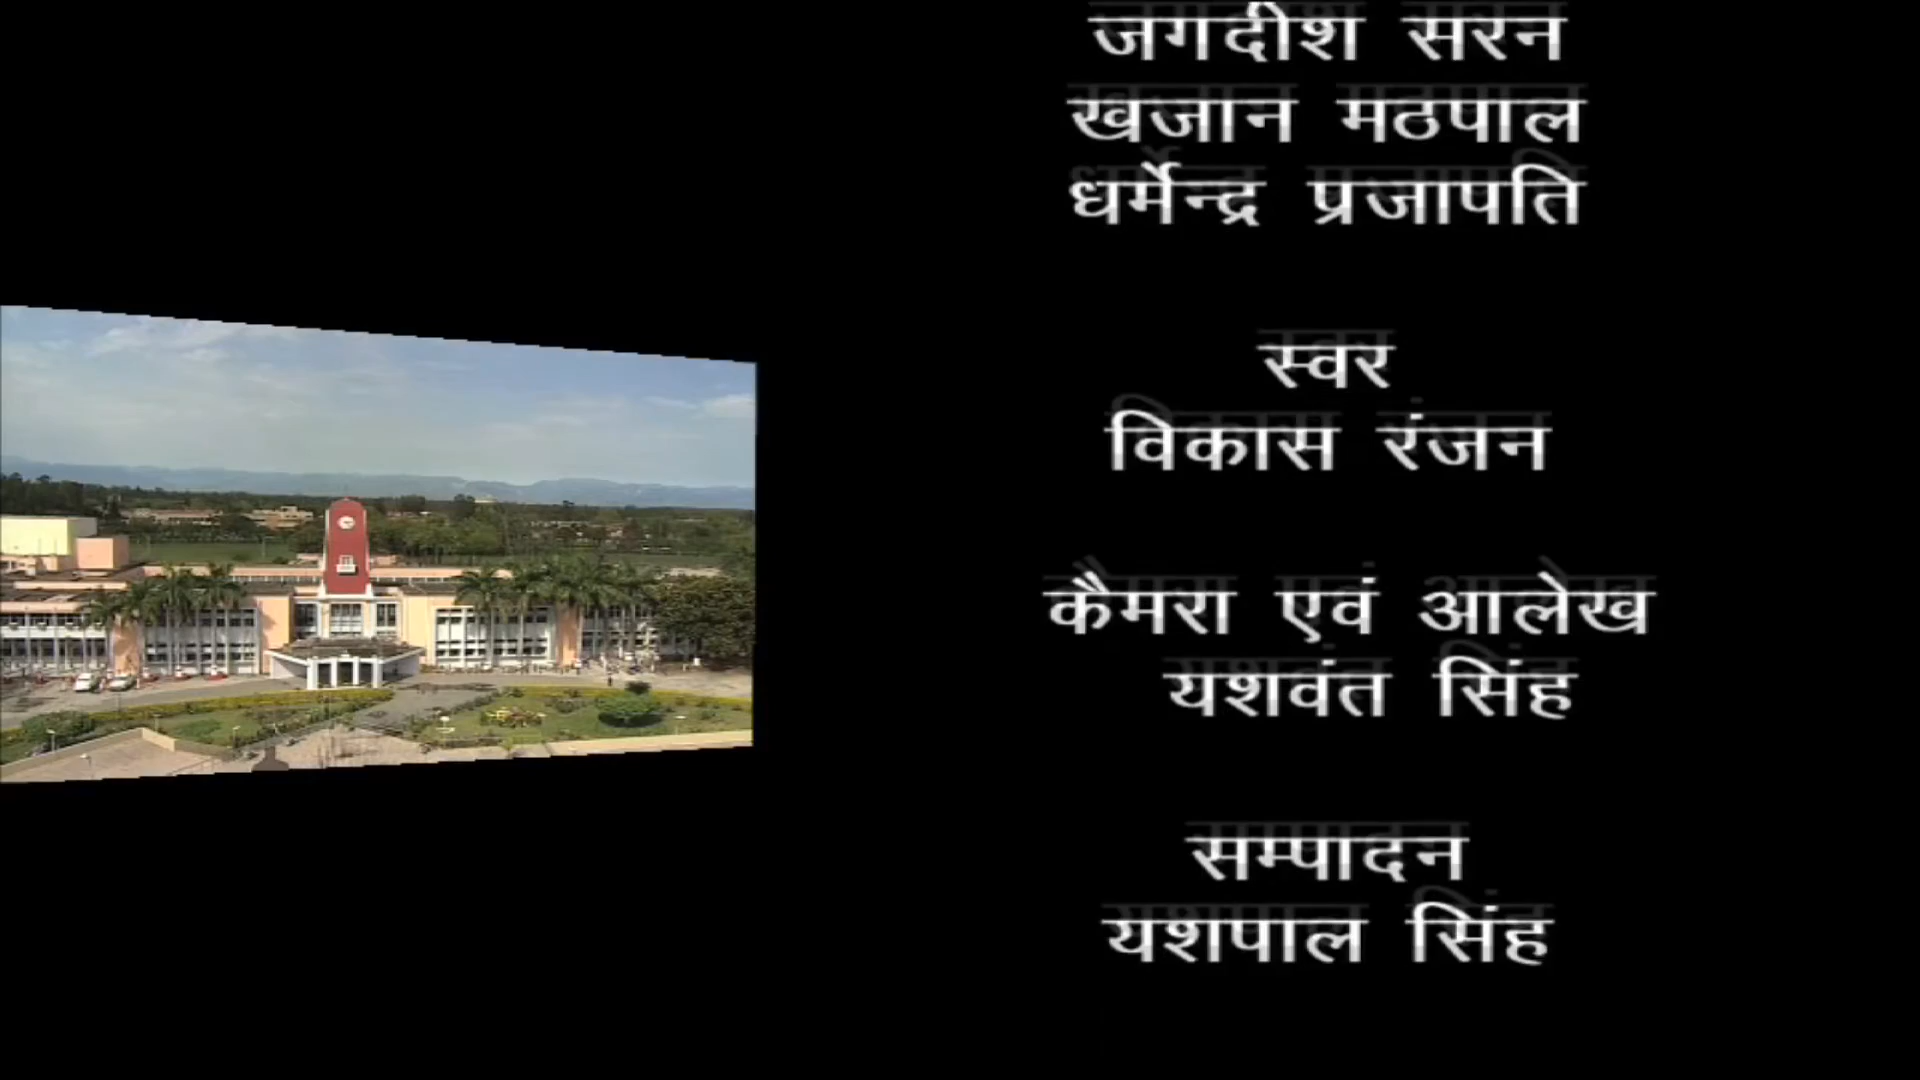 जगदीश सरन
खजान मठपाल
धर्मेन्द्र प्रजापति
स्वर
विकास रंजन
कैमरा एवं आलेख
यशवंत सिंह
सम्पादन
यशपाल सिंह